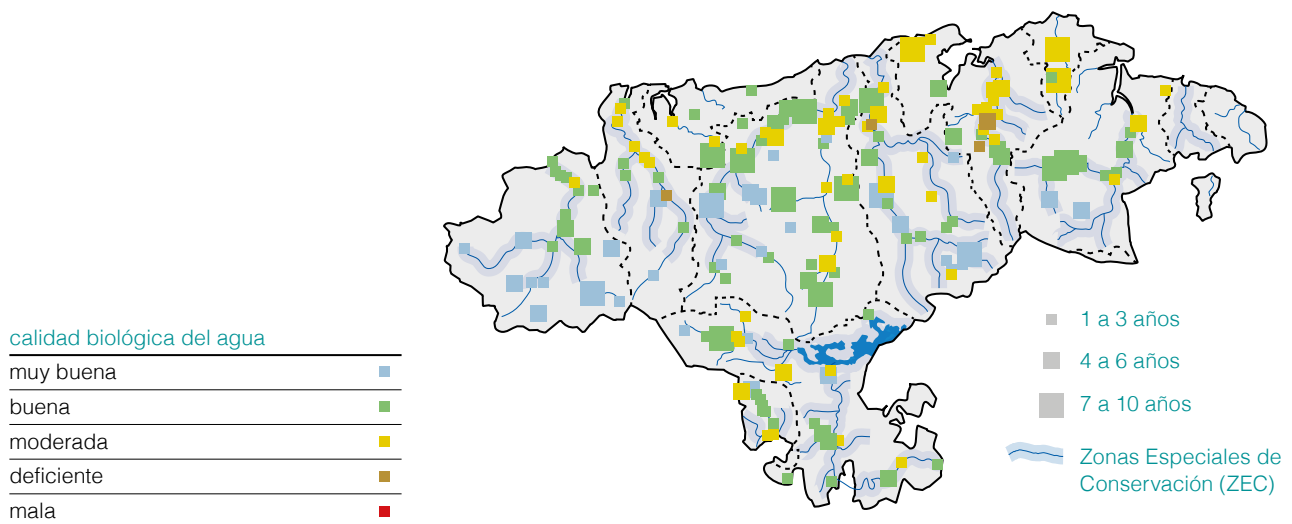 calidad biológica del agua
muy buena
buena
moderada
deficiente
mala
1 a 3 años
4 a 6 años
7 a 10 años
Zonas Especiales de
Conservación (ZEC)